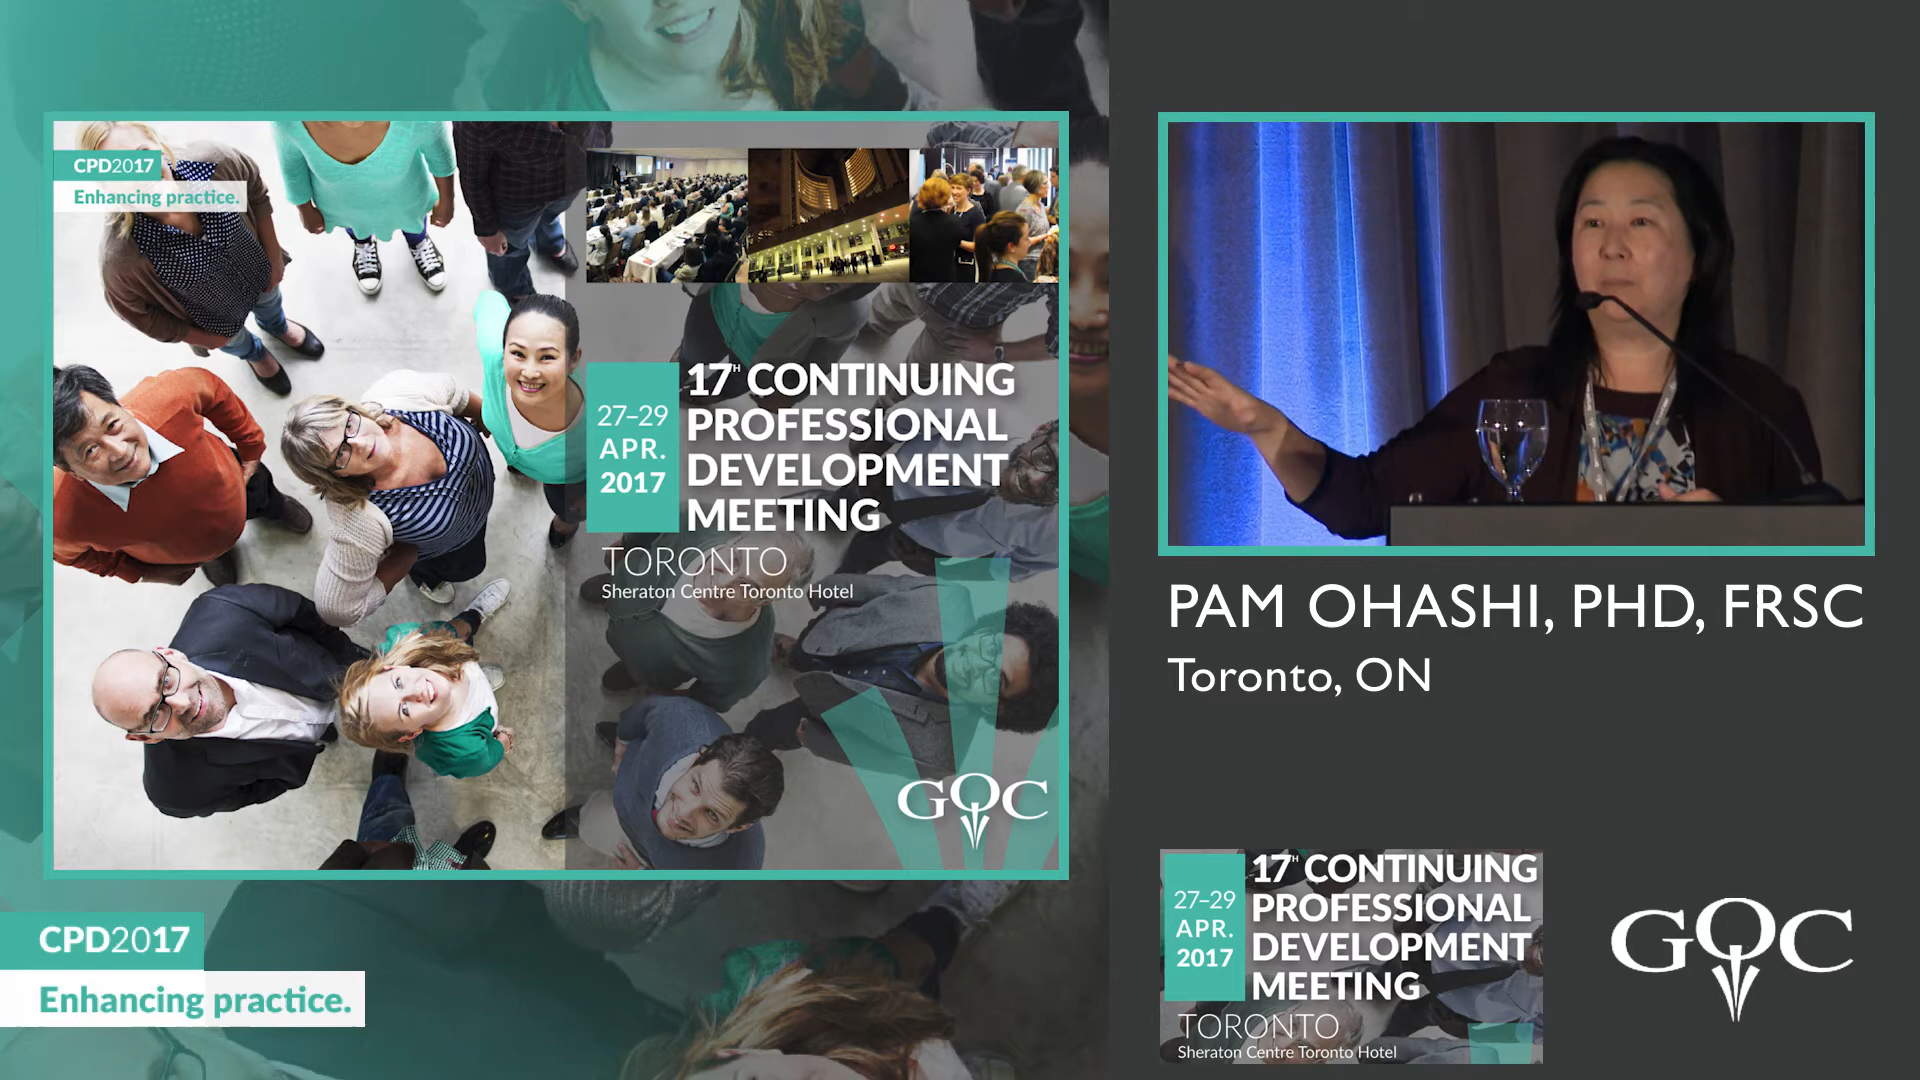 CPD2017
Enhancing practice.
27–29
APR.
2017
17TH CONTINUING
PROFESSIONAL
DEVELOPMENT
MEETING
TORONTO
Sheraton Centre Toronto Hotel
GOC
CPD2017
Enhancing practice.
PAM OHASHI, PHD, FRSC
Toronto, ON
27–29
APR.
2017
17TH CONTINUING
PROFESSIONAL
DEVELOPMENT
MEETING
TORONTO
Sheraton Centre Toronto Hotel
GOC